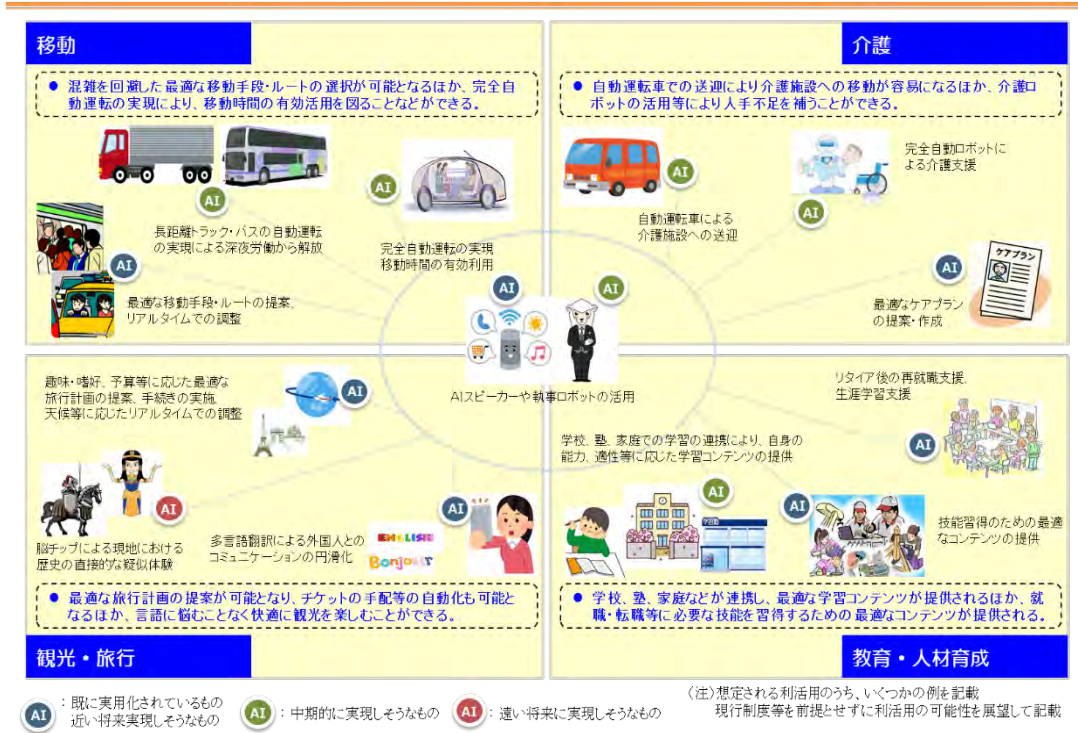 移動
● 混雑を回避した最適な移動手段・ルートの選択が可能となるほか、完全自
動運転の実現により、移動時間の有効活用を図ることなどができる。
AI
長距離トラック・バスの自動運転
の実現による深夜労働から解放
AI
完全自動運転の実現
移動時間の有効利用
AI
最適な移動手段・ルートの提案、
リアルタイムでの調整
介護
● 自動運転車での送迎により介護施設への移動が容易になるほか、介護ロ
ボットの活用等により人手不足を補うことができる。
AI
自動運転車による
介護施設への送迎
完全自動ロボットに
よる介護支援
AI
ケアプラン
AI
最適なケアプラン
の提案・作成
AI
AI
AIスピーカーや執事ロボットの活用
趣味・嗜好、予算等に応じた最適な
旅行計画の提案、手続きの実施
天候等に応じたリアルタイムでの調整
AI
AI
脳チップによる現地における
歴史の直接的な疑似体験
AI
多言語翻訳による外国人との
コミュニケーションの円滑化
ENGLISH
Bonjour
● 最適な旅行計画の提案が可能となり、チケットの手配等の自動化も可能と
なるほか、言語に悩むことなく快適に観光を楽しむことができる。
観光・旅行
リタイア後の再就職支援、
生涯学習支援
AI
学校、塾、家庭での学習の連携により、自身の
能力、適性等に応じた学習コンテンツの提供
AI
AI
技能習得のための最適
なコンテンツの提供
● 学校、塾、家庭などが連携し、最適な学習コンテンツが提供されるほか、就
職・転職等に必要な技能を習得するための最適なコンテンツが提供される。
教育・人材育成
AI ：既に実用化されているもの
近い将来実現しそうなもの
AI ：中期的に実現しそうなもの
AI ：遠い将来に実現しそうなもの
（注）想定される利活用のうち、いくつかの例を記載
現行制度等を前提とせずに利活用の可能性を展望して記載